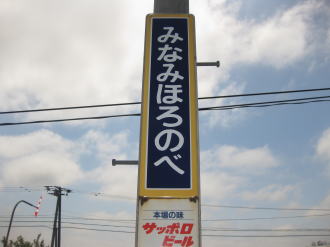 みなみほろのべ
本場の味
サッポロ
ビール